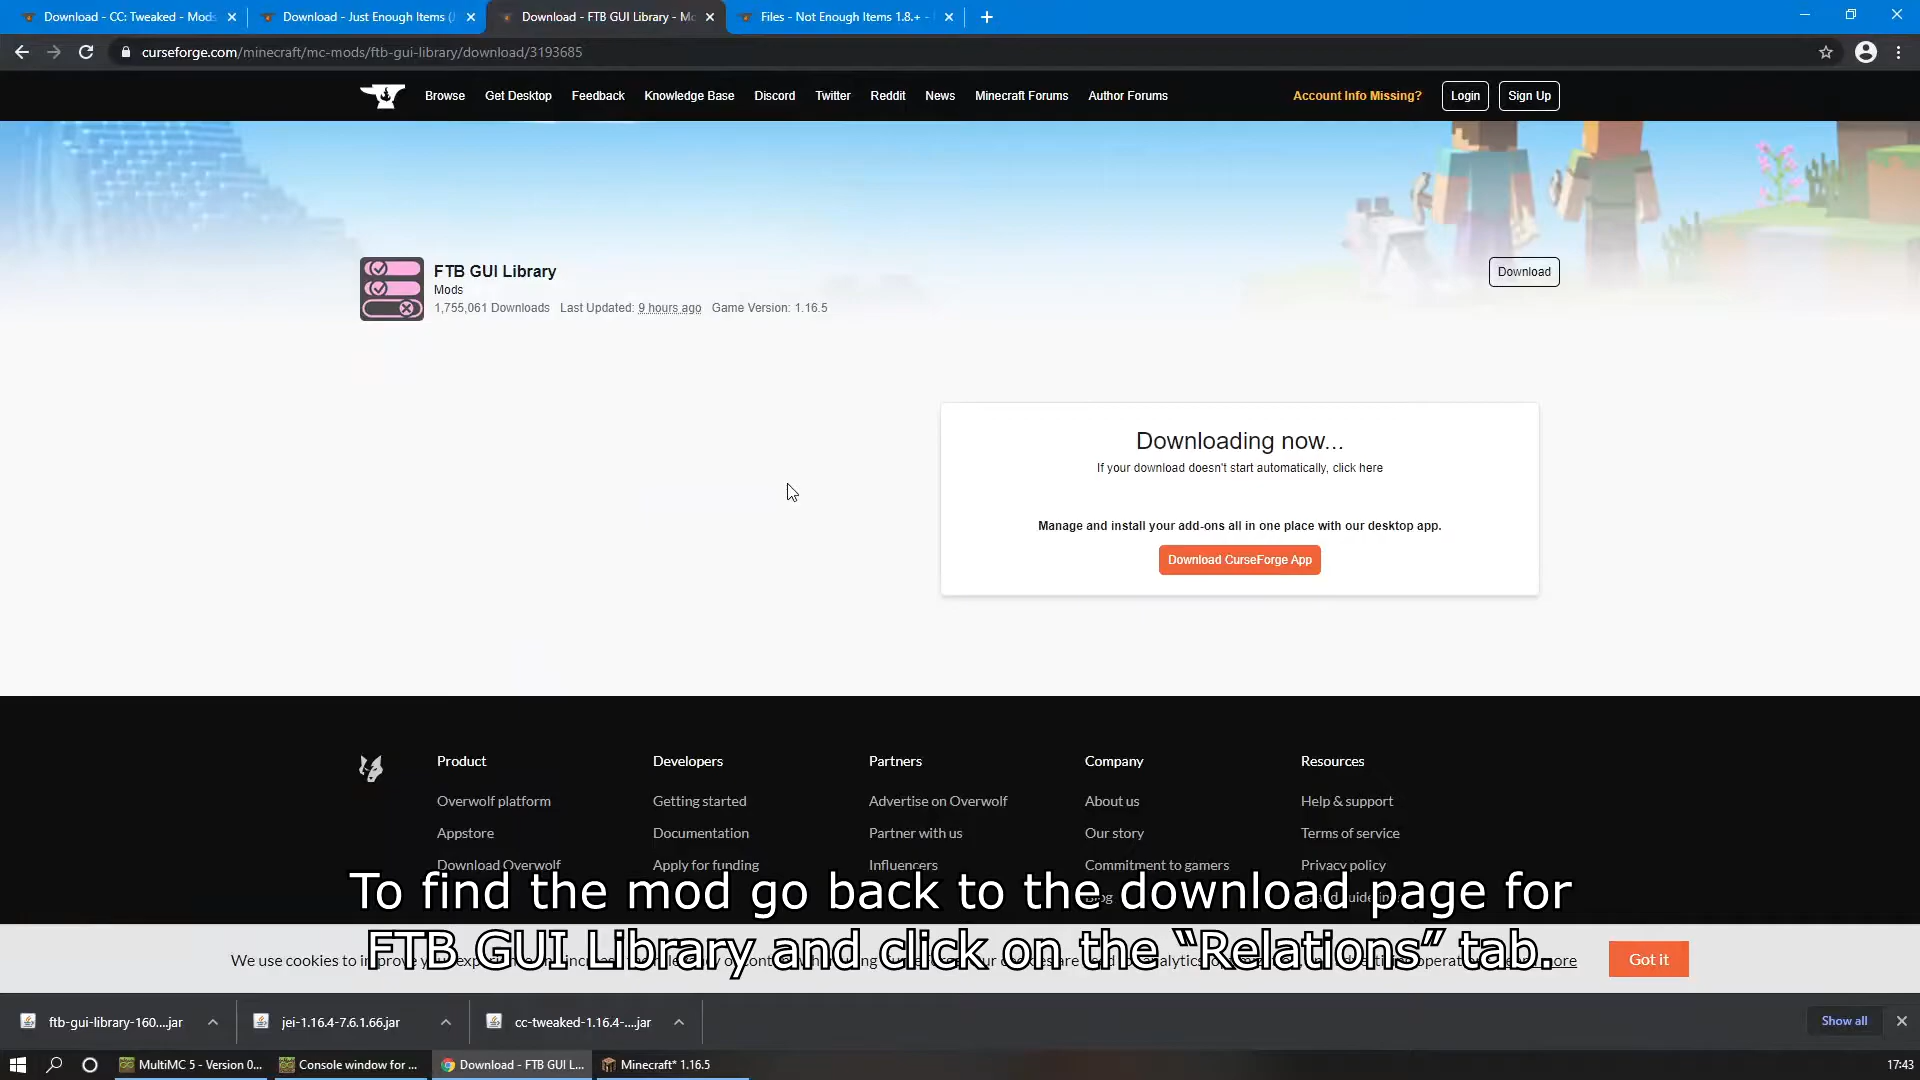 Download - CC: Tweaked - Mods
Download - Just Enough Items (J
Download - FTB GUI Library - Mo
Files - Not Enough Items 1.8.+ -
curseforge.com/minecraft/mc-mods/ftb-gui-library/download/3193685
Browse
Get Desktop
Feedback
Knowledge Base
Discord
Twitter
Reddit
News
Minecraft Forums
Author Forums
Account Info Missing?
Login
Sign Up
FTB GUI Library
Mods
1,755,061 Downloads Last Updated: 9 hours ago Game Version: 1.16.5
Download
Downloading now...
If your download doesn't start automatically, click here
Manage and install your add-ons all in one place with our desktop app.
Download CurseForge App
Product
Overwolf platform
Appstore
Download Overwolf
Developers
Getting started
Documentation
Apply for funding
Partners
Advertise on Overwolf
Partner with us
Influencers
Company
About us
Our story
Commitment to gamers
Blog
Resources
Help & support
Terms of service
Privacy policy
To find the mod go back to the download page for
FTB GUI Library and click on the “Relations” tab.
We use cookies to
Got it
ftb-gui-library-160....jar
jei-1.16.4-7.6.1.66.jar
cc-tweaked-1.16.4-....jar
Show all
MultiMC 5 - Version 0...
Console window for ...
Download - FTB GUI L...
Minecraft* 1.16.5
17:43